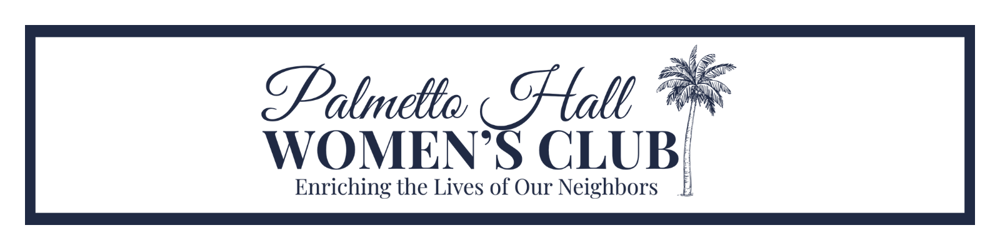 Palmetto Hall
WOMEN’S CLUB
Enriching the Lives of Our Neighbors